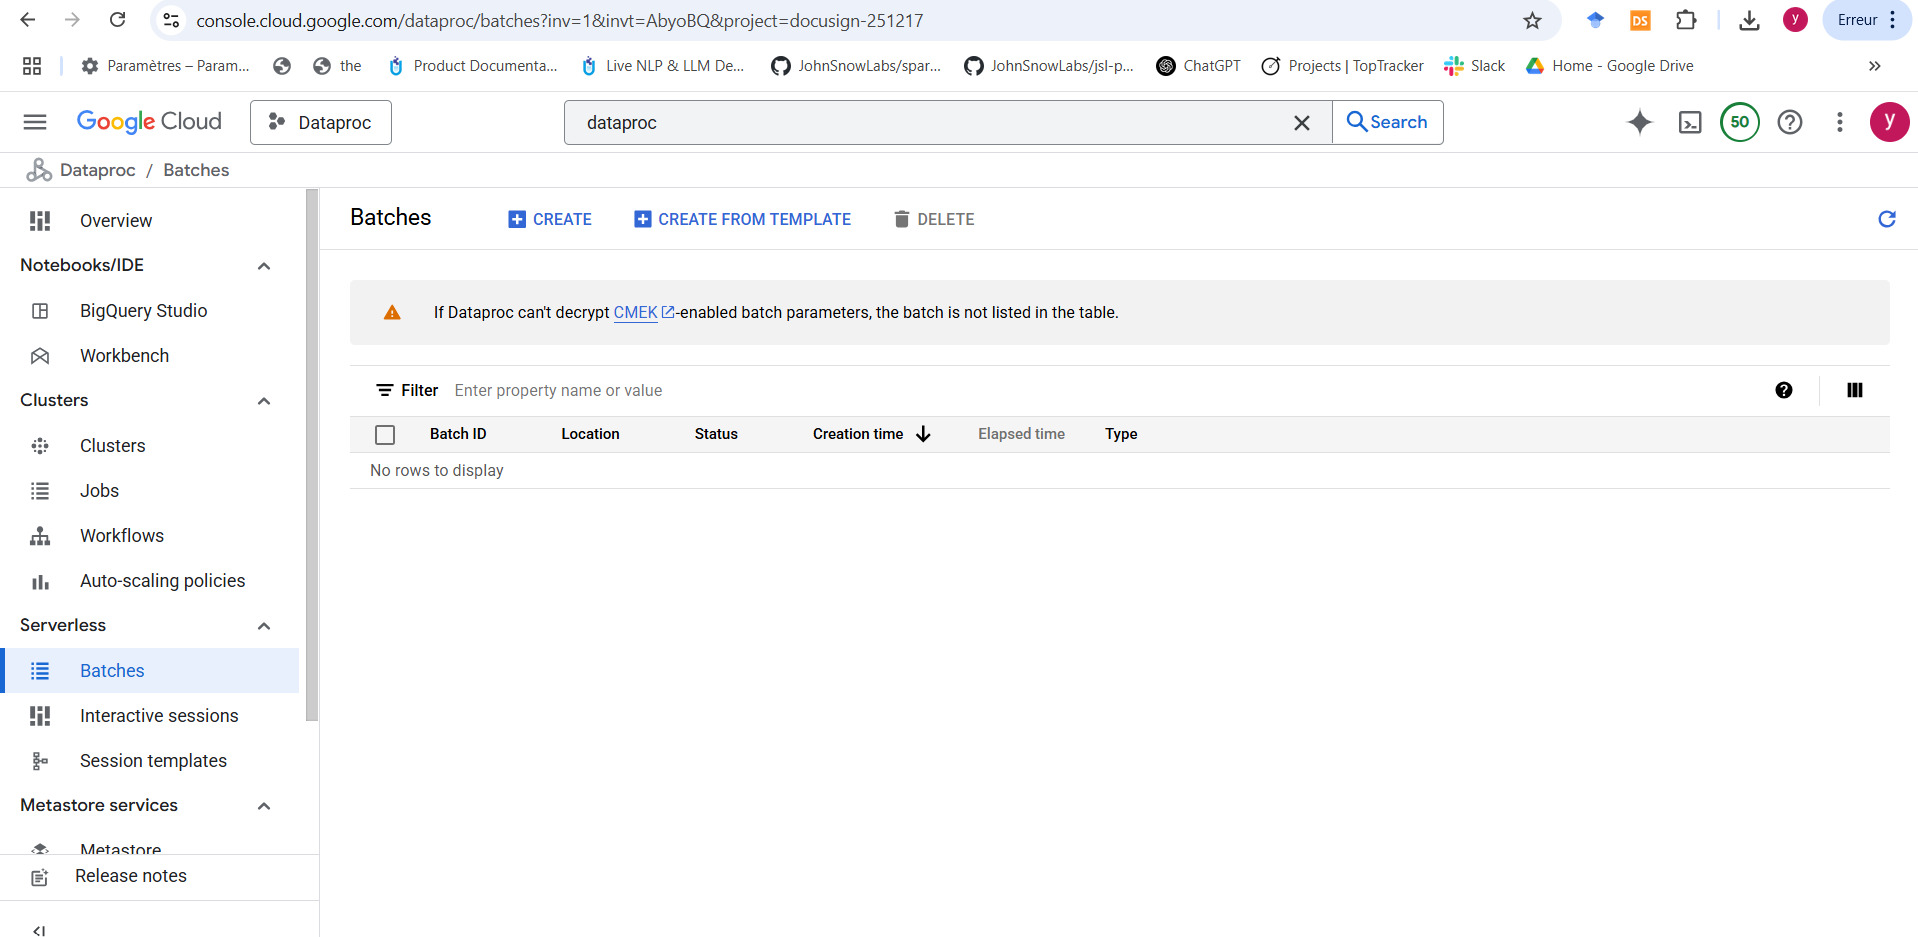 console.cloud.google.com/dataproc/batches?inv=1&invt=AbyoBQ&project=docusign-251217
DS
y
Erreur
Paramètres – Param...
the
Product Documenta...
Live NLP & LLM De...
JohnSnowLabs/spar...
JohnSnowLabs/jsl-p...
ChatGPT
Projects | TopTracker
Slack
Home - Google Drive
»
Google Cloud
Dataproc
dataproc
Search
50
y
Dataproc / Batches
Overview
Notebooks/IDE
BigQuery Studio
Workbench
Clusters
Clusters
Jobs
Workflows
Auto-scaling policies
Serverless
Batches
Interactive sessions
Session templates
Metastore services
Metastore
Release notes
Batches
CREATE
CREATE FROM TEMPLATE
DELETE
If Dataproc can't decrypt CMEK -enabled batch parameters, the batch is not listed in the table.
Filter Enter property name or value
Batch ID Location Status Creation time Elapsed time Type
No rows to display